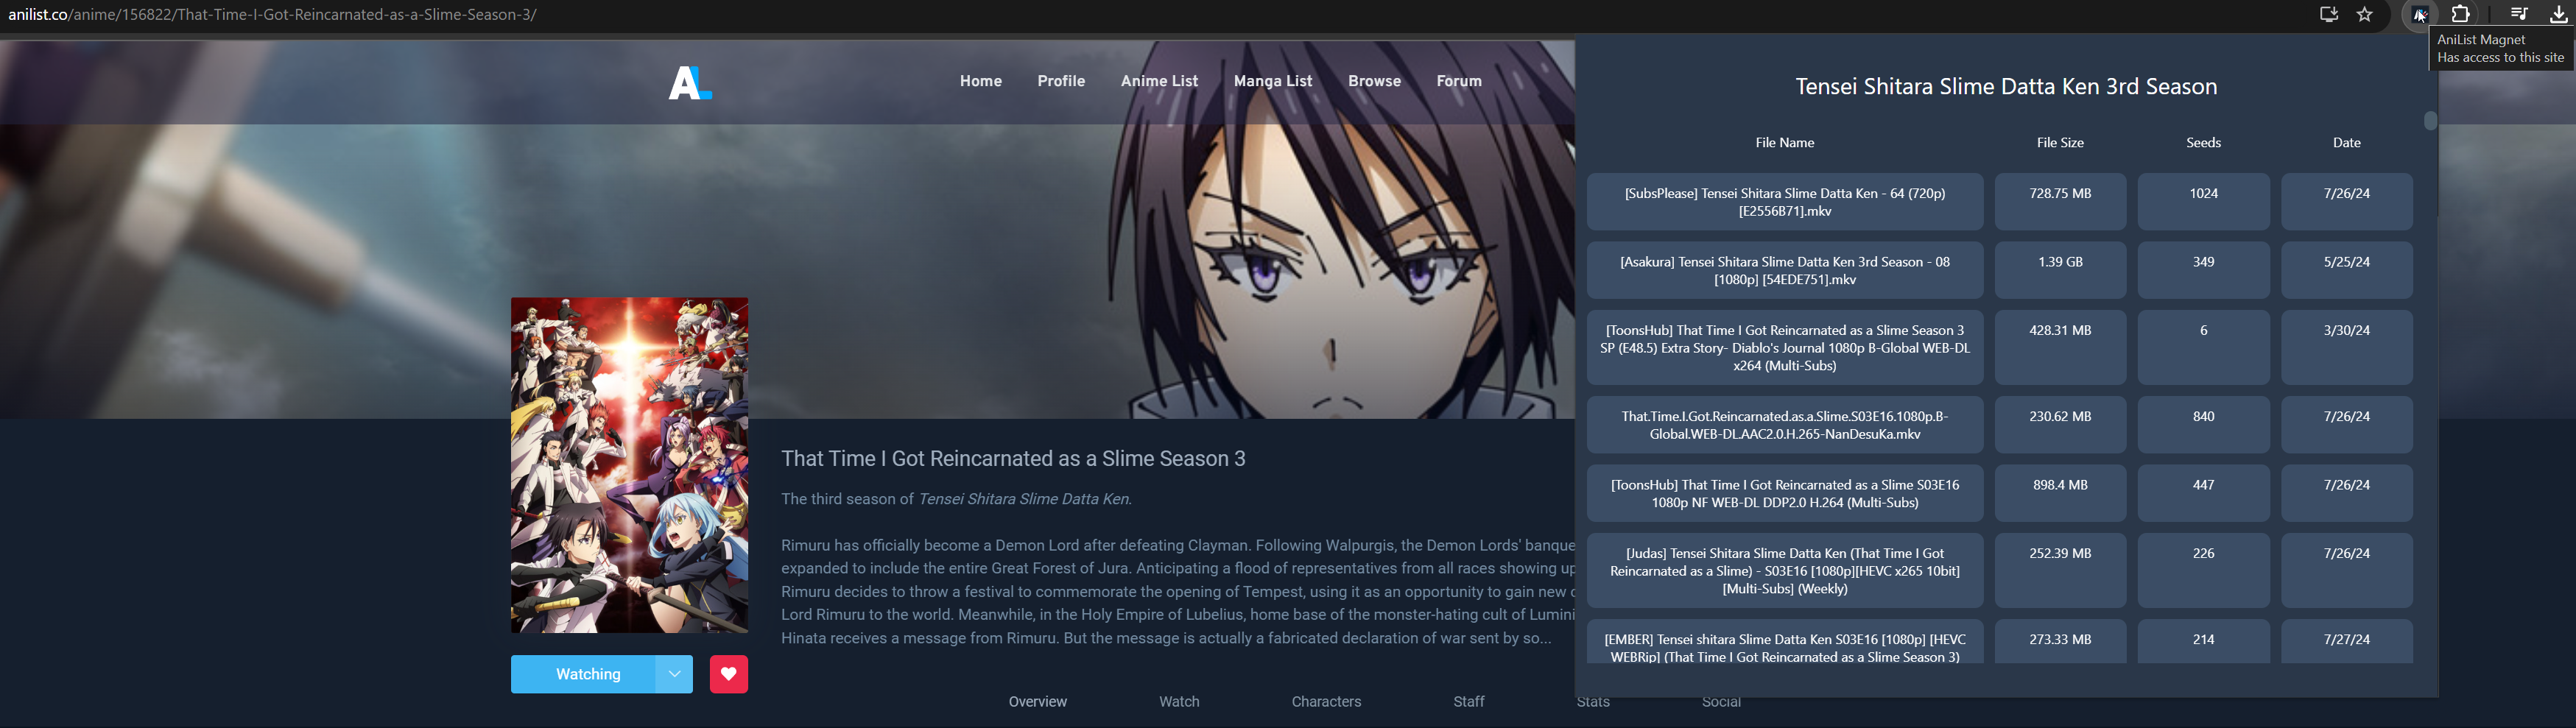 anilist.co/anime/156822/That-Time-I-Got-Reincarnated-as-a-Slime-Season-3/
AniList Magnet
Has access to this site
AL
Home Profile Anime List Manga List Browse Forum
Tensei Shitara Slime Datta Ken 3rd Season
File Name File Size Seeds Date
[SubsPlease] Tensei Shitara Slime Datta Ken - 64 (720p)
[E2556B71].mkv
728.75 MB 1024 7/26/24
[Asakura] Tensei Shitara Slime Datta Ken 3rd Season - 08
[1080p] [54EDE751].mkv
1.39 GB 349 5/25/24
[ToonsHub] That Time I Got Reincarnated as a Slime Season 3
SP (E48.5) Extra Story- Diablo's Journal 1080p B-Global WEB-DL
x264 (Multi-Subs)
428.31 MB 6 3/30/24
That.Time.I.Got.Reincarnated.as.a.Slime.S03E16.1080p.B-
Global.WEB-DL.AAC2.0.H.265-NanDesuKa.mkv
230.62 MB 840 7/26/24
[ToonsHub] That Time I Got Reincarnated as a Slime S03E16
1080p NF WEB-DL DDP2.0 H.264 (Multi-Subs)
898.4 MB 447 7/26/24
[Judas] Tensei Shitara Slime Datta Ken (That Time I Got
Reincarnated as a Slime) - S03E16 [1080p][HEVC x265 10bit]
[Multi-Subs] (Weekly)
252.39 MB 226 7/26/24
[EMBER] Tensei shitara Slime Datta Ken S03E16 [1080p] [HEVC
WEBRip] (That Time I Got Reincarnated as a Slime Season 3)
273.33 MB 214 7/27/24
That Time I Got Reincarnated as a Slime Season 3
The third season of Tensei Shitara Slime Datta Ken.
Rimuru has officially become a Demon Lord after defeating Clayman. Following Walpurgis, the Demon Lords' banque
expanded to include the entire Great Forest of Jura. Anticipating a flood of representatives from all races showing up
Rimuru decides to throw a festival to commemorate the opening of Tempest, using it as an opportunity to gain new
Lord Rimuru to the world. Meanwhile, in the Holy Empire of Lubelius, home base of the monster-hating cult of Lumini
Hinata receives a message from Rimuru. But the message is actually a fabricated declaration of war sent by so...
Watching
Overview Watch Characters Staff Stats Social